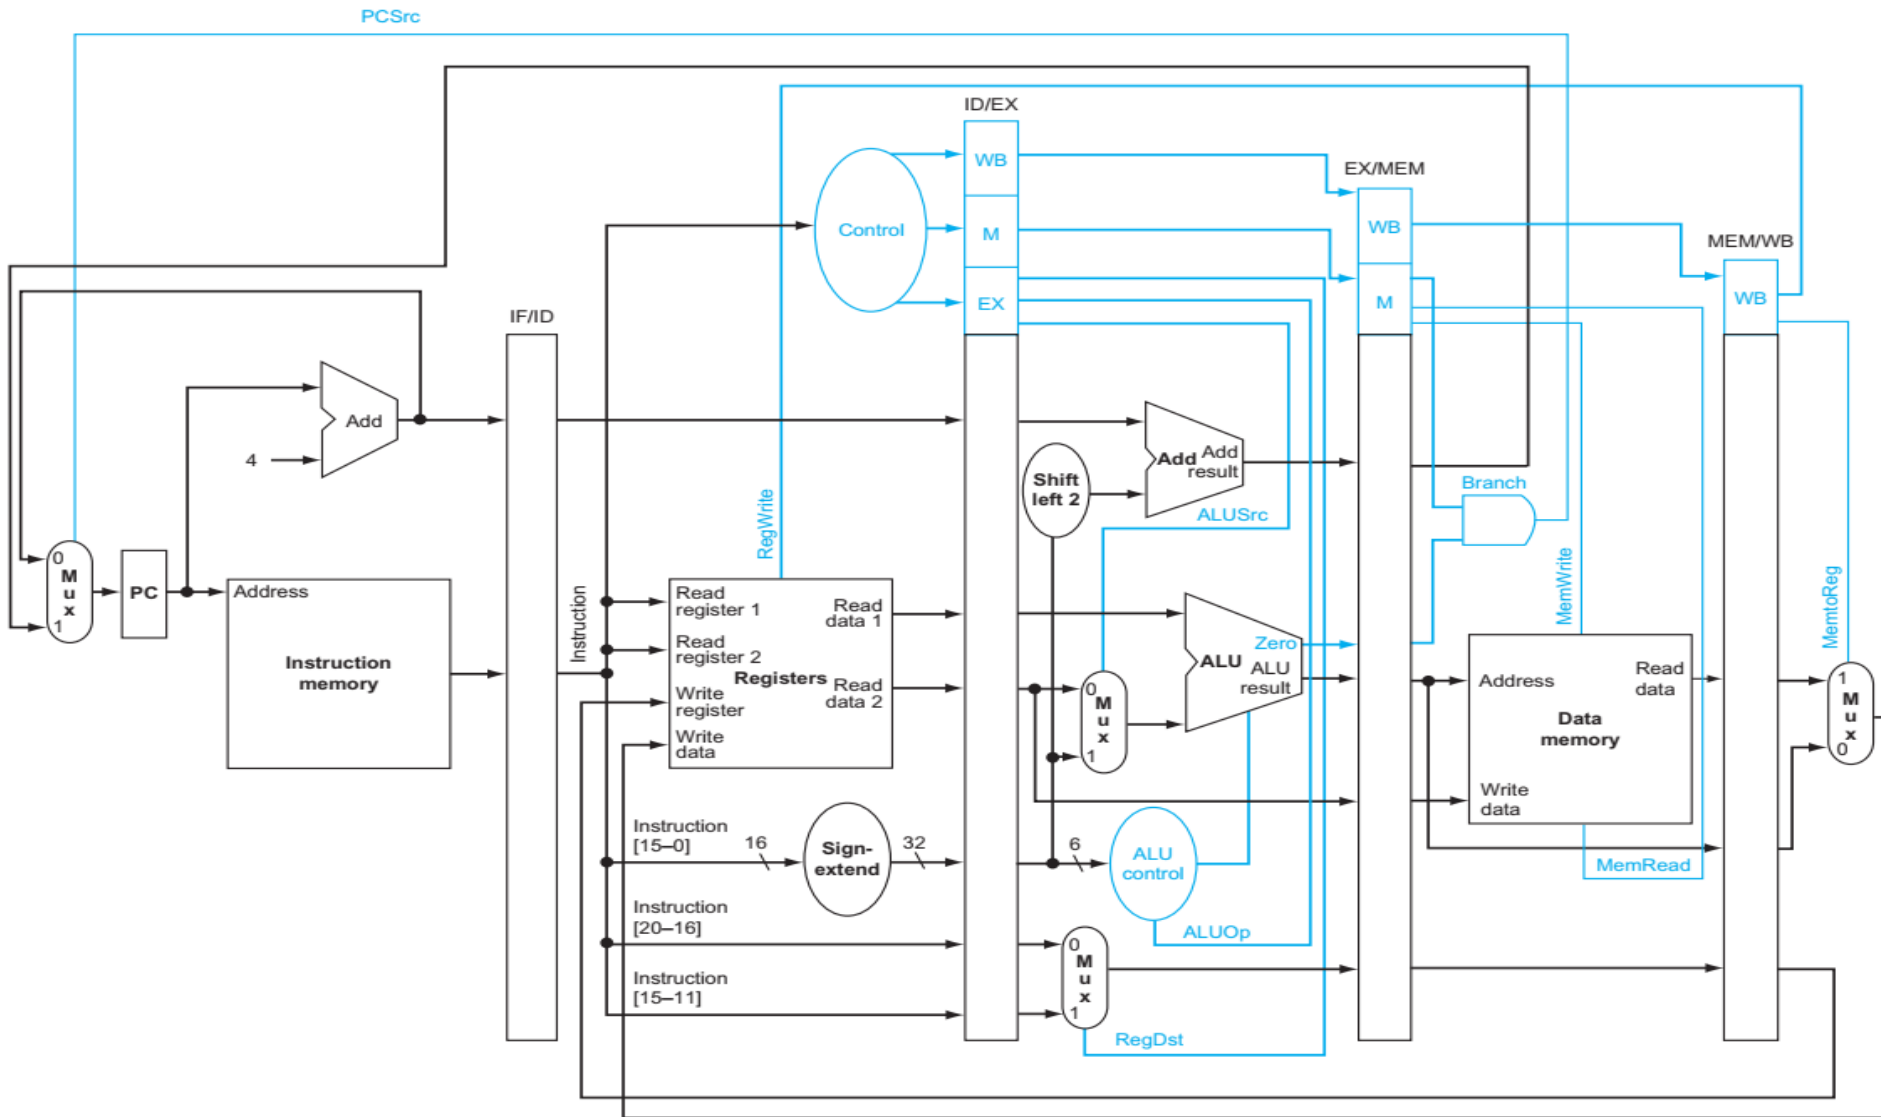 PCSrc
ID/EX
WB
EX/MEM
Control
M
WB
MEM/WB
EX
M
WB
IF/ID
Add
4
Add
Add
result
Shift
left 2
Branch
ALUSrc
RegWrite
MemWrite
MemtoReg
0
M
u
x
1
PC
Address
Instruction
memory
Instruction
Read
register 1
Read
data 1
Read
register 2
Registers
Write
register
Read
data 2
Write
data
0
M
u
x
1
Zero
ALU
ALU
result
Address
Read
data
Data
memory
Write
data
1
M
u
x
0
Instruction
[15–0]
16
Sign-
extend
32
6
ALU
control
MemRead
Instruction
[20–16]
ALUOp
0
M
u
x
1
Instruction
[15–11]
RegDst